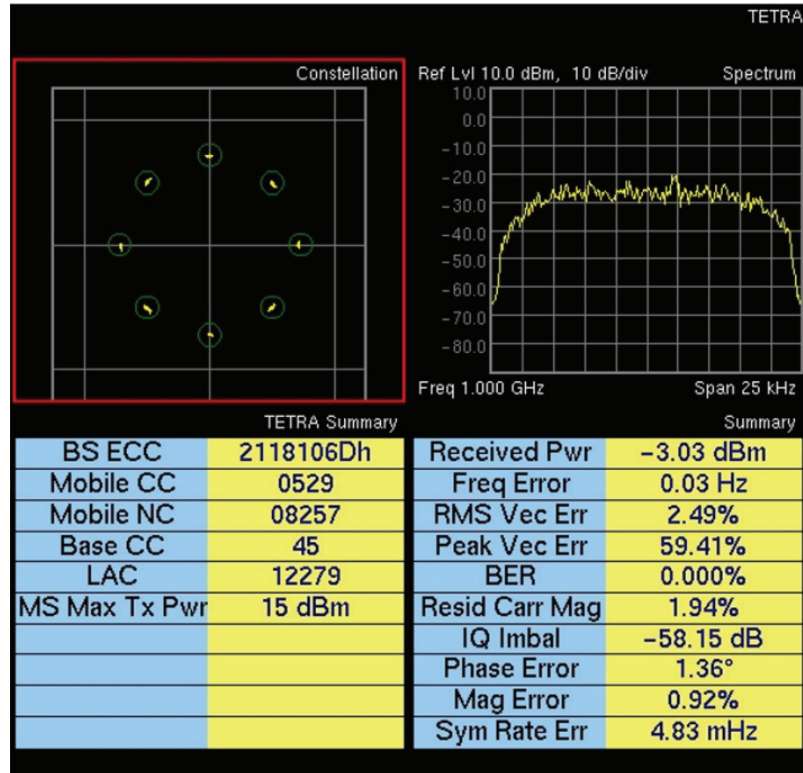 TETRA
Constellation
Ref Lvl 10.0 dBm, 10 dB/div Spectrum
10.0
0.0
-10.0
-20.0
-30.0
-40.0
-50.0
-60.0
-70.0
-80.0
Freq 1.000 GHz Span 25 kHz
TETRA Summary
BS ECC 2118106Dh
Mobile CC 0529
Mobile NC 08257
Base CC 45
LAC 12279
MS Max Tx Pwr 15 dBm
Summary
Received Pwr -3.03 dBm
Freq Error 0.03 Hz
RMS Vec Err 2.49%
Peak Vec Err 59.41%
BER 0.000%
Resid Carr Mag 1.94%
IQ Imbal -58.15 dB
Phase Error 1.36°
Mag Error 0.92%
Sym Rate Err 4.83 mHz